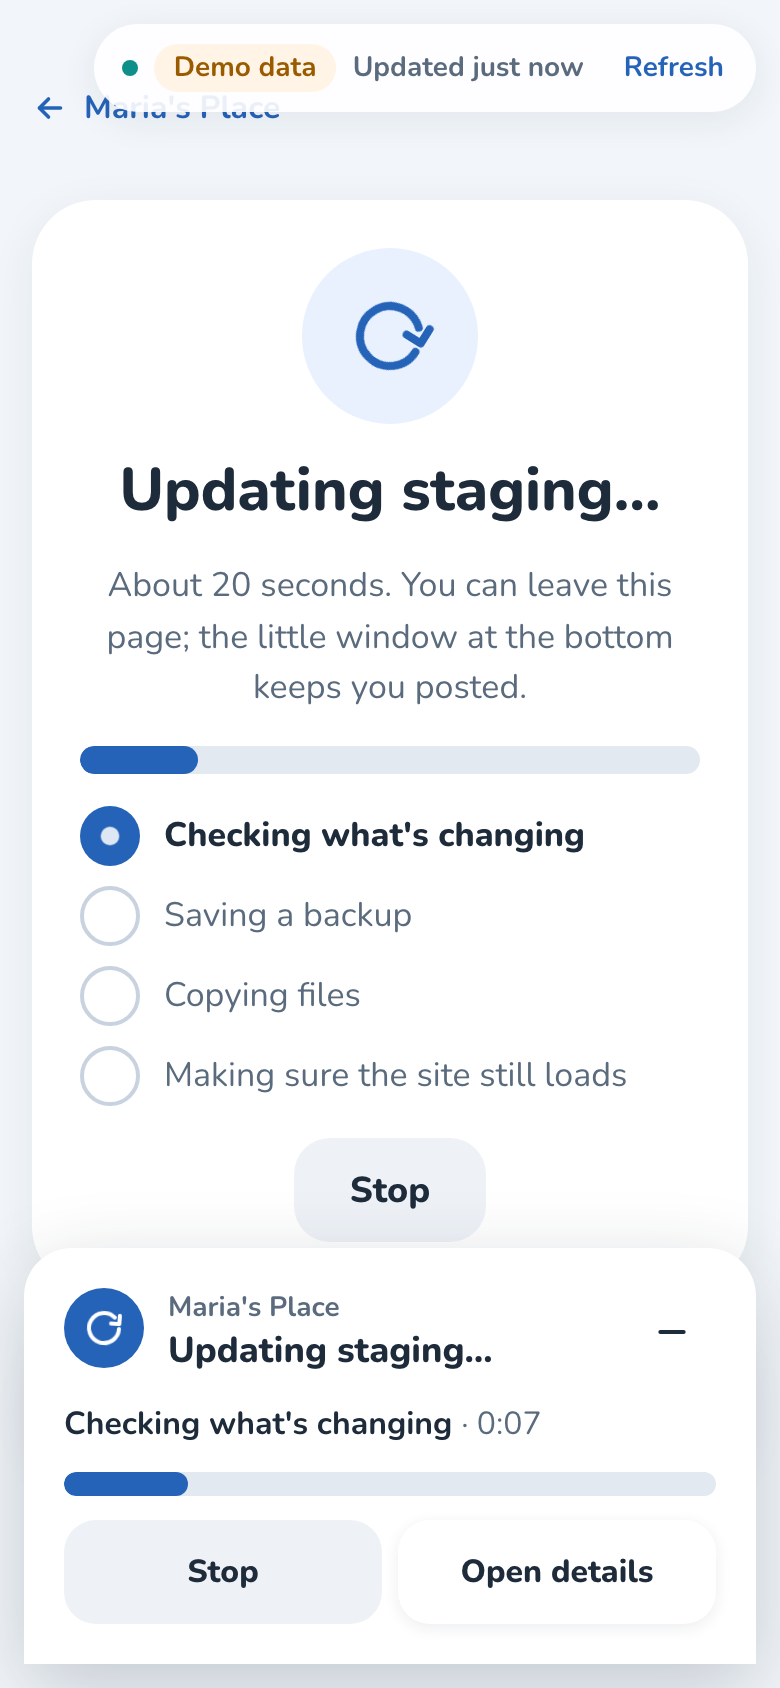 Demo data Updated just now Refresh
Maria's Place
Updating staging...
About 20 seconds. You can leave this
page; the little window at the bottom
keeps you posted.
Checking what's changing
Saving a backup
Copying files
Making sure the site still loads
Stop
Maria's Place
Updating staging...
Checking what's changing · 0:07
Stop Open details